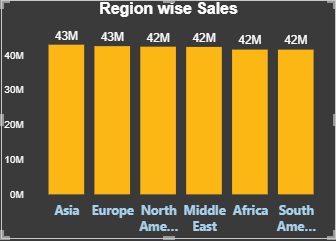 Region wise Sales
43M 43M 42M 42M 42M 42M
40M
30M
20M
10M
0M
Asia Europe North Middle Africa South
Ame... East Ame...